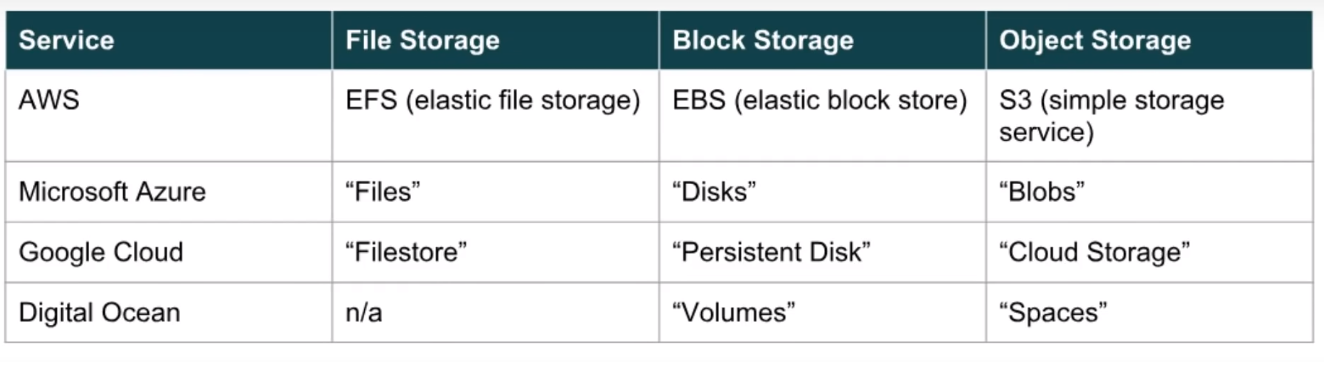 Service File Storage Block Storage Object Storage
AWS EFS (elastic file storage) EBS (elastic block store) S3 (simple storage
service)
Microsoft Azure “Files” “Disks” “Blobs”
Google Cloud “Filestore” “Persistent Disk” “Cloud Storage”
Digital Ocean n/a “Volumes” “Spaces”